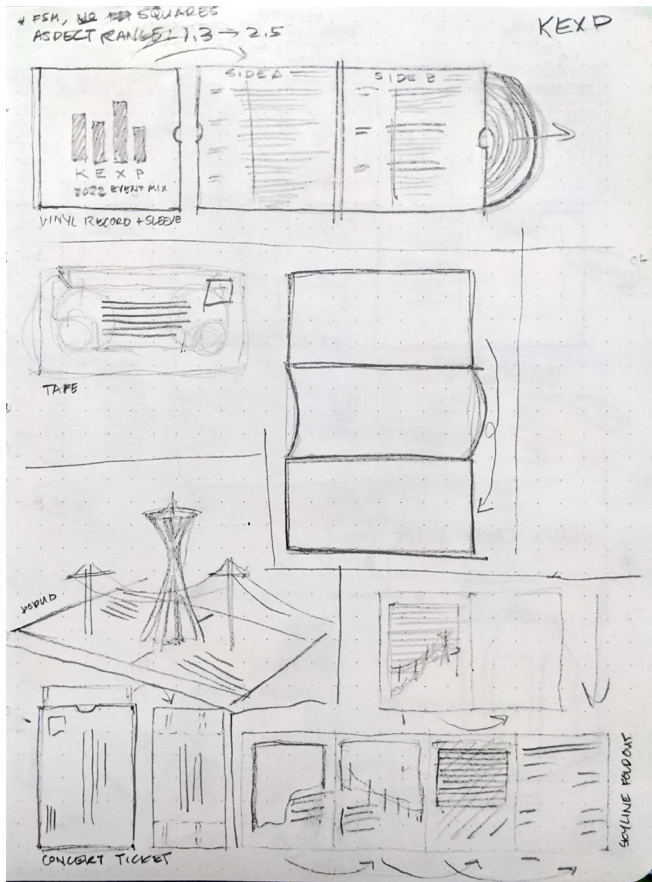 * FSM, NO SQUARES
ASPECT RANGE: 1.3 → 2.5
KEXP
SIDE A
SIDE B
K E X P
2022 EVENT MIX
VINYL RECORD + SLEEVE
TAPE
POPUP
SKYLINE FOLDOUT
CONCERT TICKET